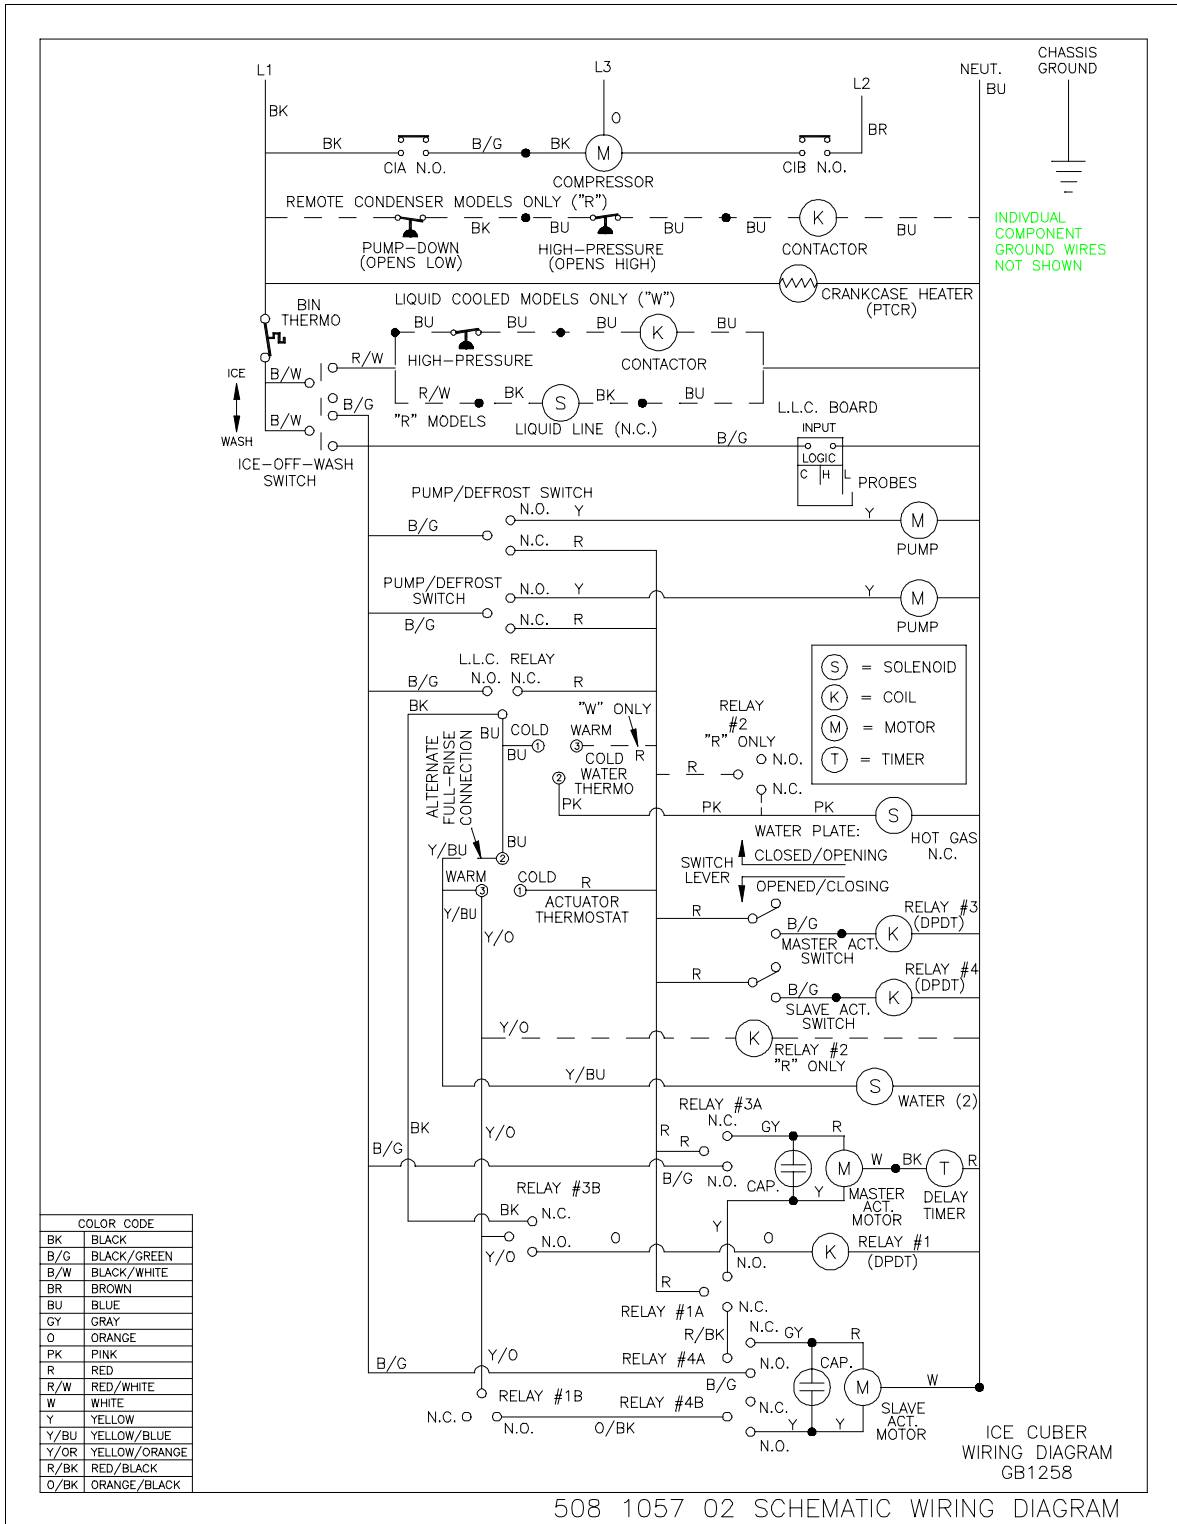 L1
L3
L2
NEUT.
CHASSIS
GROUND
BK
O
BR
BU
BK
B/G
BK
M
CIA N.O.
COMPRESSOR
CIB N.O.
REMOTE CONDENSER MODELS ONLY ("R")
BK
BU
BU
BU
K
BU
PUMP-DOWN
(OPENS LOW)
HIGH-PRESSURE
(OPENS HIGH)
CONTACTOR
INDIVDUAL
COMPONENT
GROUND WIRES
NOT SHOWN
CRANKCASE HEATER
(PTCR)
BIN
THERMO
LIQUID COOLED MODELS ONLY ("W")
BU
BU
BU
K
BU
HIGH-PRESSURE
CONTACTOR
R/W
ICE
B/W
B/G
R/W
BK
S
BK
BU
"R" MODELS
LIQUID LINE (N.C.)
WASH
B/W
ICE-OFF-WASH
SWITCH
B/G
L.L.C. BOARD
INPUT
LOGIC
C H L
PROBES
PUMP/DEFROST SWITCH
B/G
N.O.
Y
Y
M
PUMP
N.C.
R
PUMP/DEFROST
SWITCH
B/G
N.O.
Y
Y
M
PUMP
N.C.
R
S = SOLENOID
K = COIL
M = MOTOR
T = TIMER
L.L.C. RELAY
B/G
N.O. N.C.
R
BK
BU
COLD
BU
1
"W" ONLY
WARM
3
R
COLD
WATER
THERMO
2
PK
RELAY
#2
"R" ONLY
R
N.O.
N.C.
PK
PK
S
HOT GAS
N.C.
ALTERNATE
FULL-RINSE
CONNECTION
BU
Y/BU
2
WARM
3
COLD
1
R
ACTUATOR
THERMOSTAT
Y/BU
Y/O
WATER PLATE:
CLOSED/OPENING
SWITCH
LEVER
OPENED/CLOSING
R
B/G
K
RELAY #3
(DPDT)
MASTER ACT.
SWITCH
R
B/G
K
RELAY #4
(DPDT)
SLAVE ACT.
SWITCH
Y/O
K
RELAY #2
"R" ONLY
Y/BU
S
WATER (2)
RELAY #3A
N.C.
BK
Y/O
R
R
GY
R
B/G
B/G
N.O.
CAP.
M
W
BK
T
R
Y
MASTER
ACT.
MOTOR
DELAY
TIMER
RELAY #3B
BK
N.C.
Y/O
N.O.
O
Y
O
K
RELAY #1
(DPDT)
N.O.
R
RELAY #1A
N.C.
R/BK
N.C.
GY
R
Y/O
B/G
RELAY #4A
N.O.
CAP.
B/G
M
W
RELAY #1B
RELAY #4B
N.C.
N.C.
N.O.
O/BK
N.O.
Y
Y
SLAVE
ACT.
MOTOR
COLOR CODE
BK BLACK
B/G BLACK/GREEN
B/W BLACK/WHITE
BR BROWN
BU BLUE
GY GRAY
O ORANGE
PK PINK
R RED
R/W RED/WHITE
W WHITE
Y YELLOW
Y/BU YELLOW/BLUE
Y/OR YELLOW/ORANGE
R/BK RED/BLACK
O/BK ORANGE/BLACK
ICE CUBER
WIRING DIAGRAM
GB1258
508 1057 02 SCHEMATIC WIRING DIAGRAM